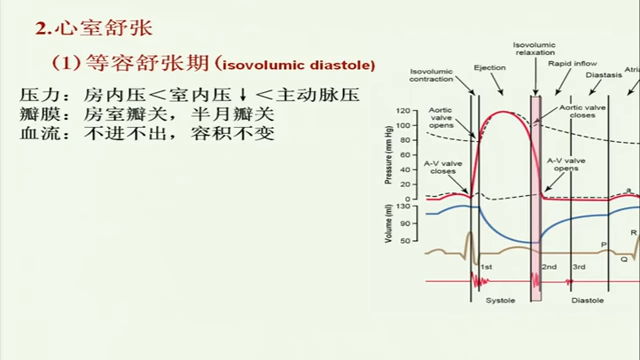 2.心室舒张
(1)等容舒张期(isovolumic diastole)
压力：房内压＜室内压↓＜主动脉压
瓣膜：房室瓣关，半月瓣关
血流：不进不出，容积不变
Isovolumic
relaxation
Isovolumic
contraction
Ejection
Rapid inflow
Diastasis
Atria
Aortic
valve
opens
Aortic valve
closes
A-V valve
closes
A-V valve
opens
Pressure (mm Hg)
120
100
80
60
40
20
0
a
Volume (ml)
130
90
50
R
P
Q
1st
2nd
3rd
Systole
Diastole